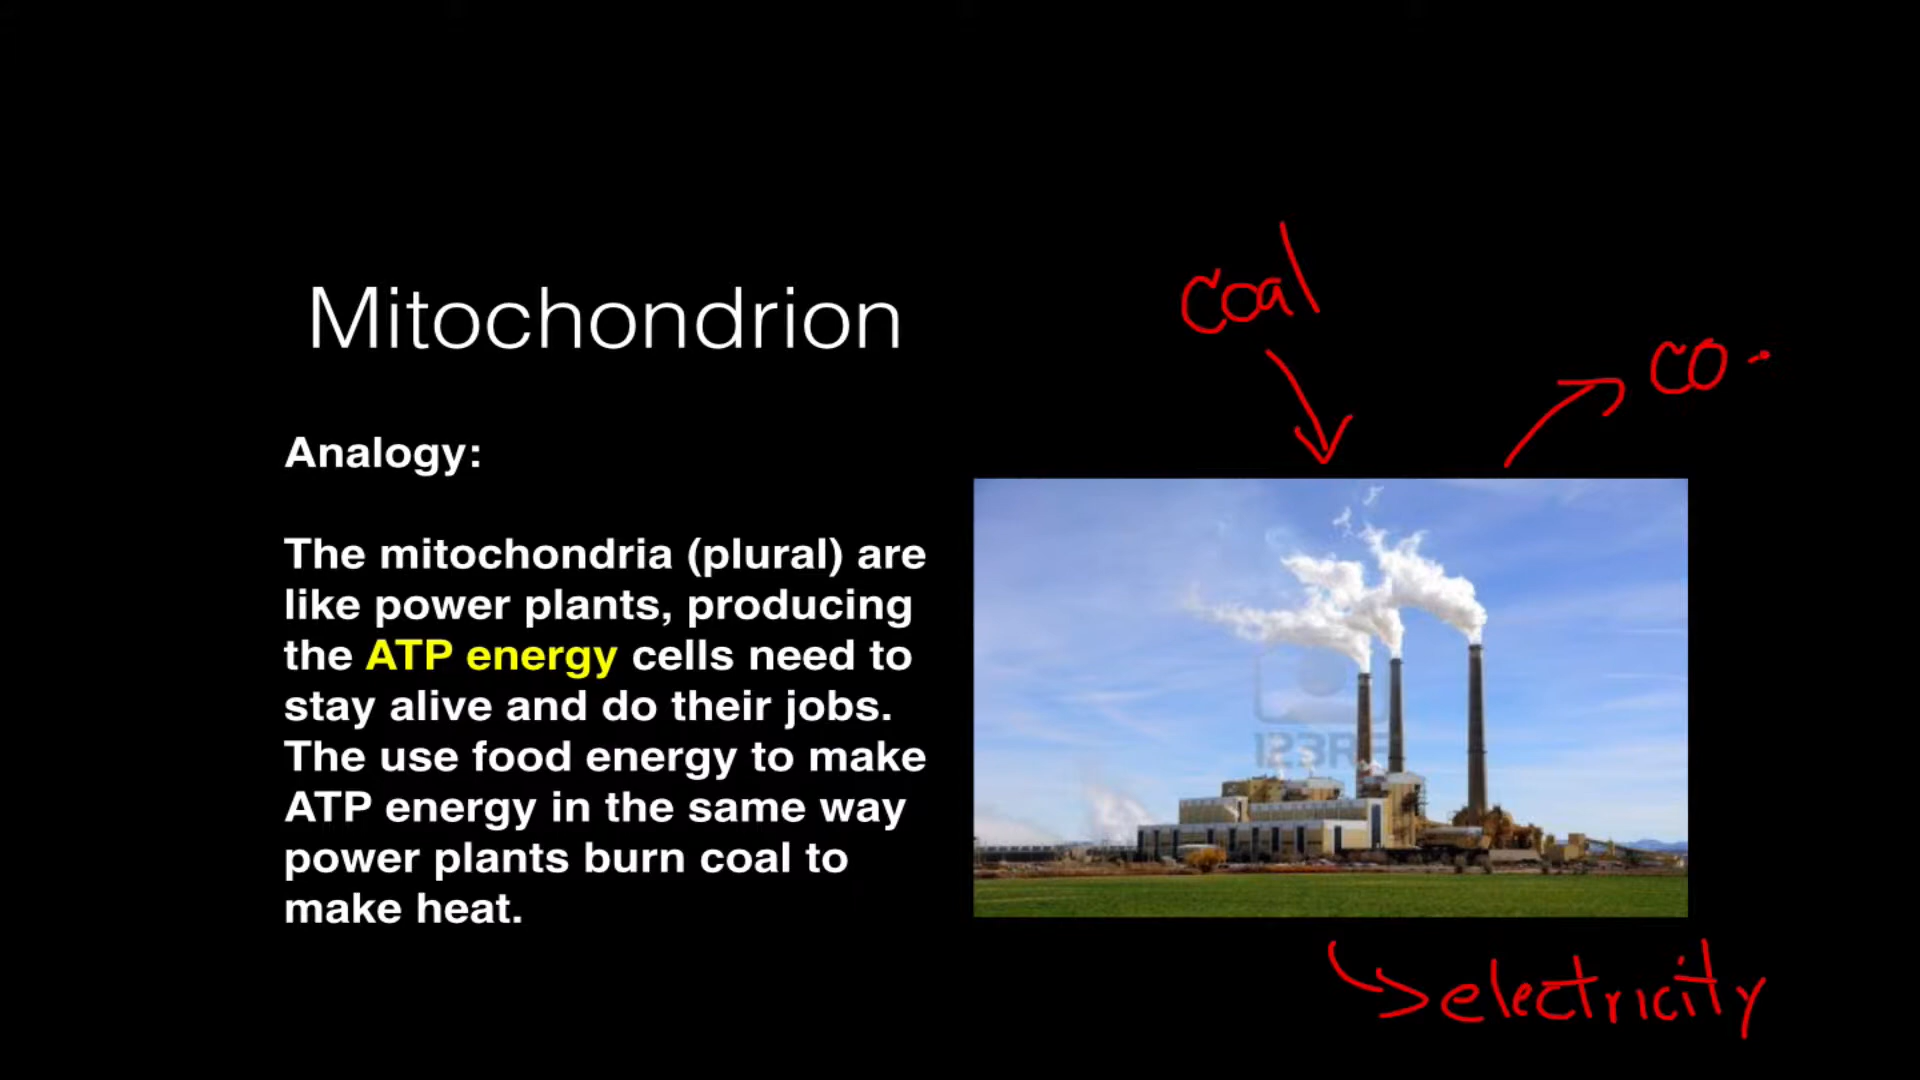 Mitochondrion
Analogy:
The mitochondria (plural) are
like power plants, producing
the ATP energy cells need to
stay alive and do their jobs.
The use food energy to make
ATP energy in the same way
power plants burn coal to
make heat.
coal
CO
123RF
electricity